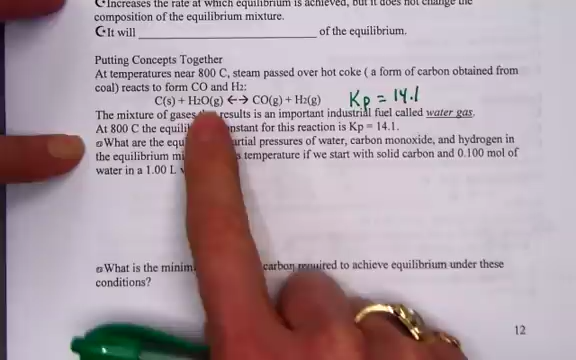 Increases the rate at which equilibrium is achieved, but it does not change the
composition of the equilibrium mixture.
It will ____________________ of the equilibrium.
Putting Concepts Together
At temperatures near 800 C, steam passed over hot coke ( a form of carbon obtained from
coal) reacts to form CO and H2:
C(s) + H2O(g) ←→ CO(g) + H2(g) Kp = 14.1
The mixture of gases results is an important industrial fuel called water gas.
At 800 C the constant for this reaction is Kp = 14.1.
What are the partial pressures of water, carbon monoxide, and hydrogen in
the equilibrium temperature if we start with solid carbon and 0.100 mol of
water in a 1.00 L
What is the carbon required to achieve equilibrium under these
conditions?
12